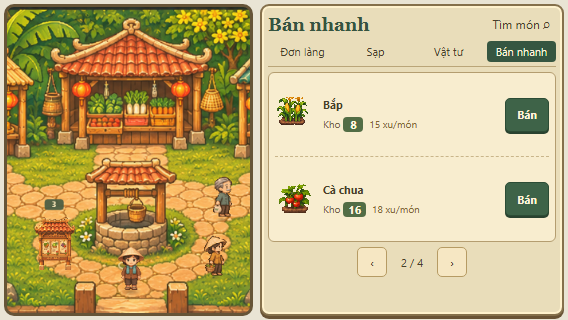 Bán nhanh
Tìm món
Đơn làng
Sạp
Vật tư
Bán nhanh
Bắp
Kho 8 15 xu/món
Bán
Cà chua
Kho 16 18 xu/món
Bán
‹ 2 / 4 ›
3